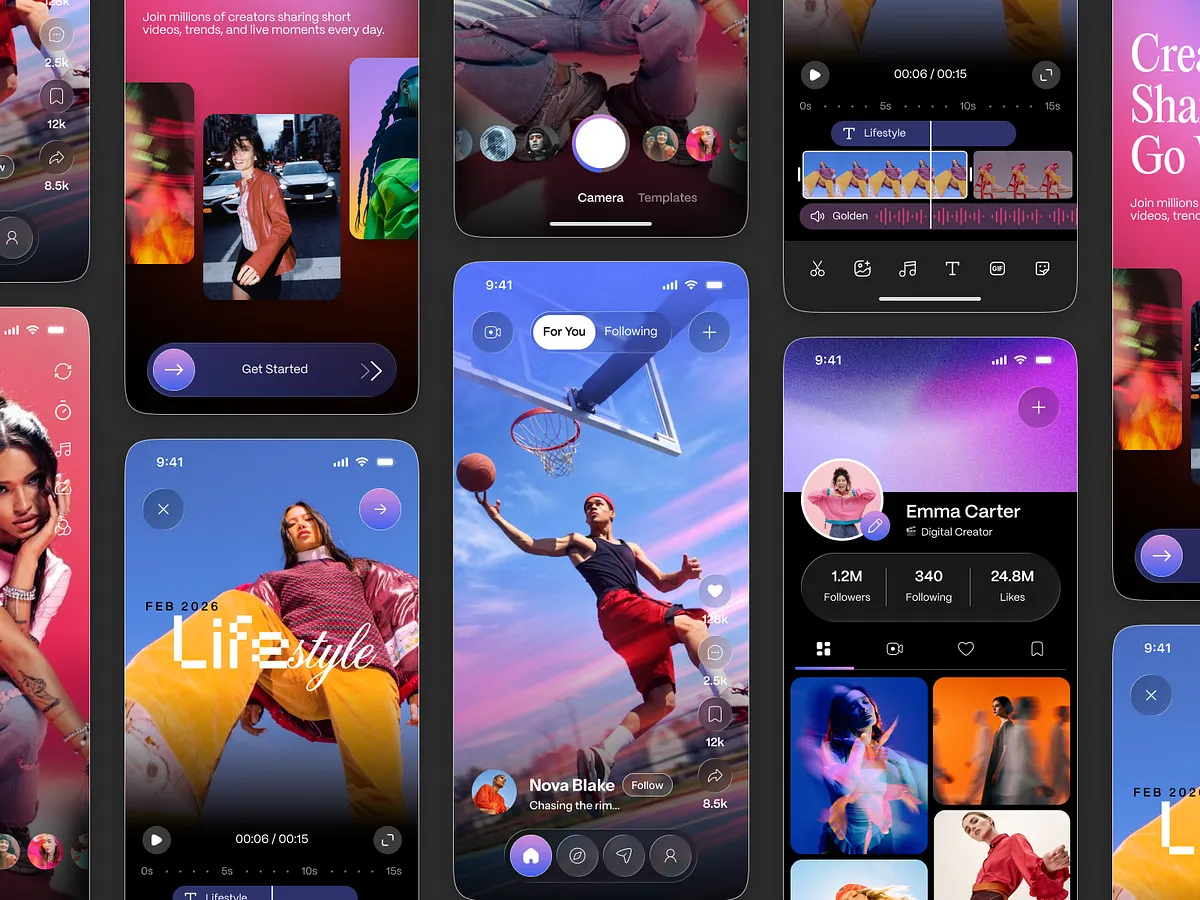 128k
2.5k
12k
8.5k
Join millions of creators sharing short
videos, trends, and live moments every day.
Get Started
9:41
FEB 2026
Lifestyle
00:06 / 00:15
0s
5s
10s
15s
Lifestyle
Camera
Templates
9:41
For You
Following
128k
2.5k
12k
8.5k
Nova Blake
Follow
Chasing the rim...
00:06 / 00:15
0s
5s
10s
15s
Lifestyle
Golden
GIF
9:41
Emma Carter
Digital Creator
1.2M
340
24.8M
Followers
Following
Likes
Crea
Sha
Go
Join millions
videos, tren
9:41
FEB 202
L